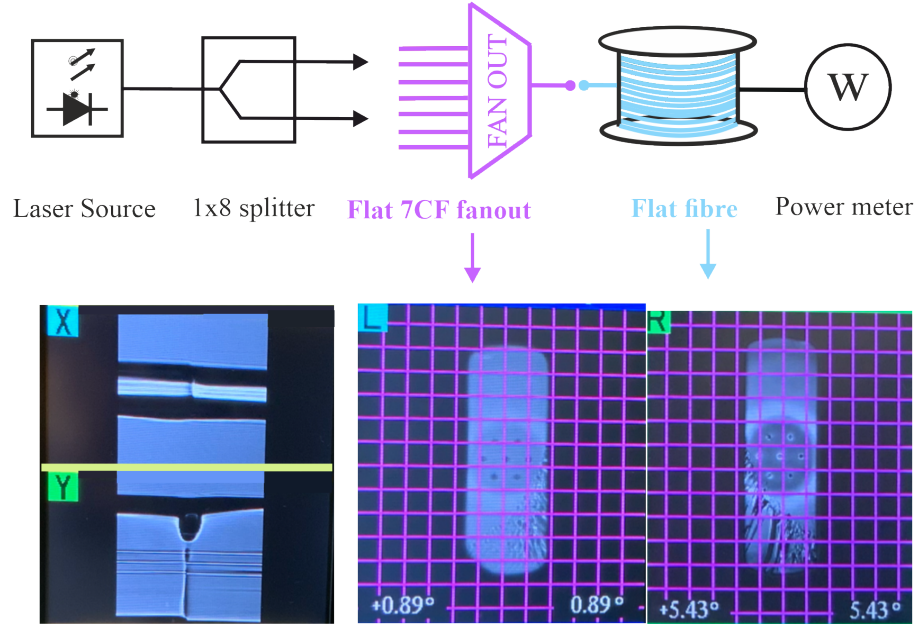 FAN OUT
W
Laser Source
1x8 splitter
Flat 7CF fanout
Flat fibre
Power meter
X
L
R
Y
+0.89°
0.89°
+5.43°
5.43°